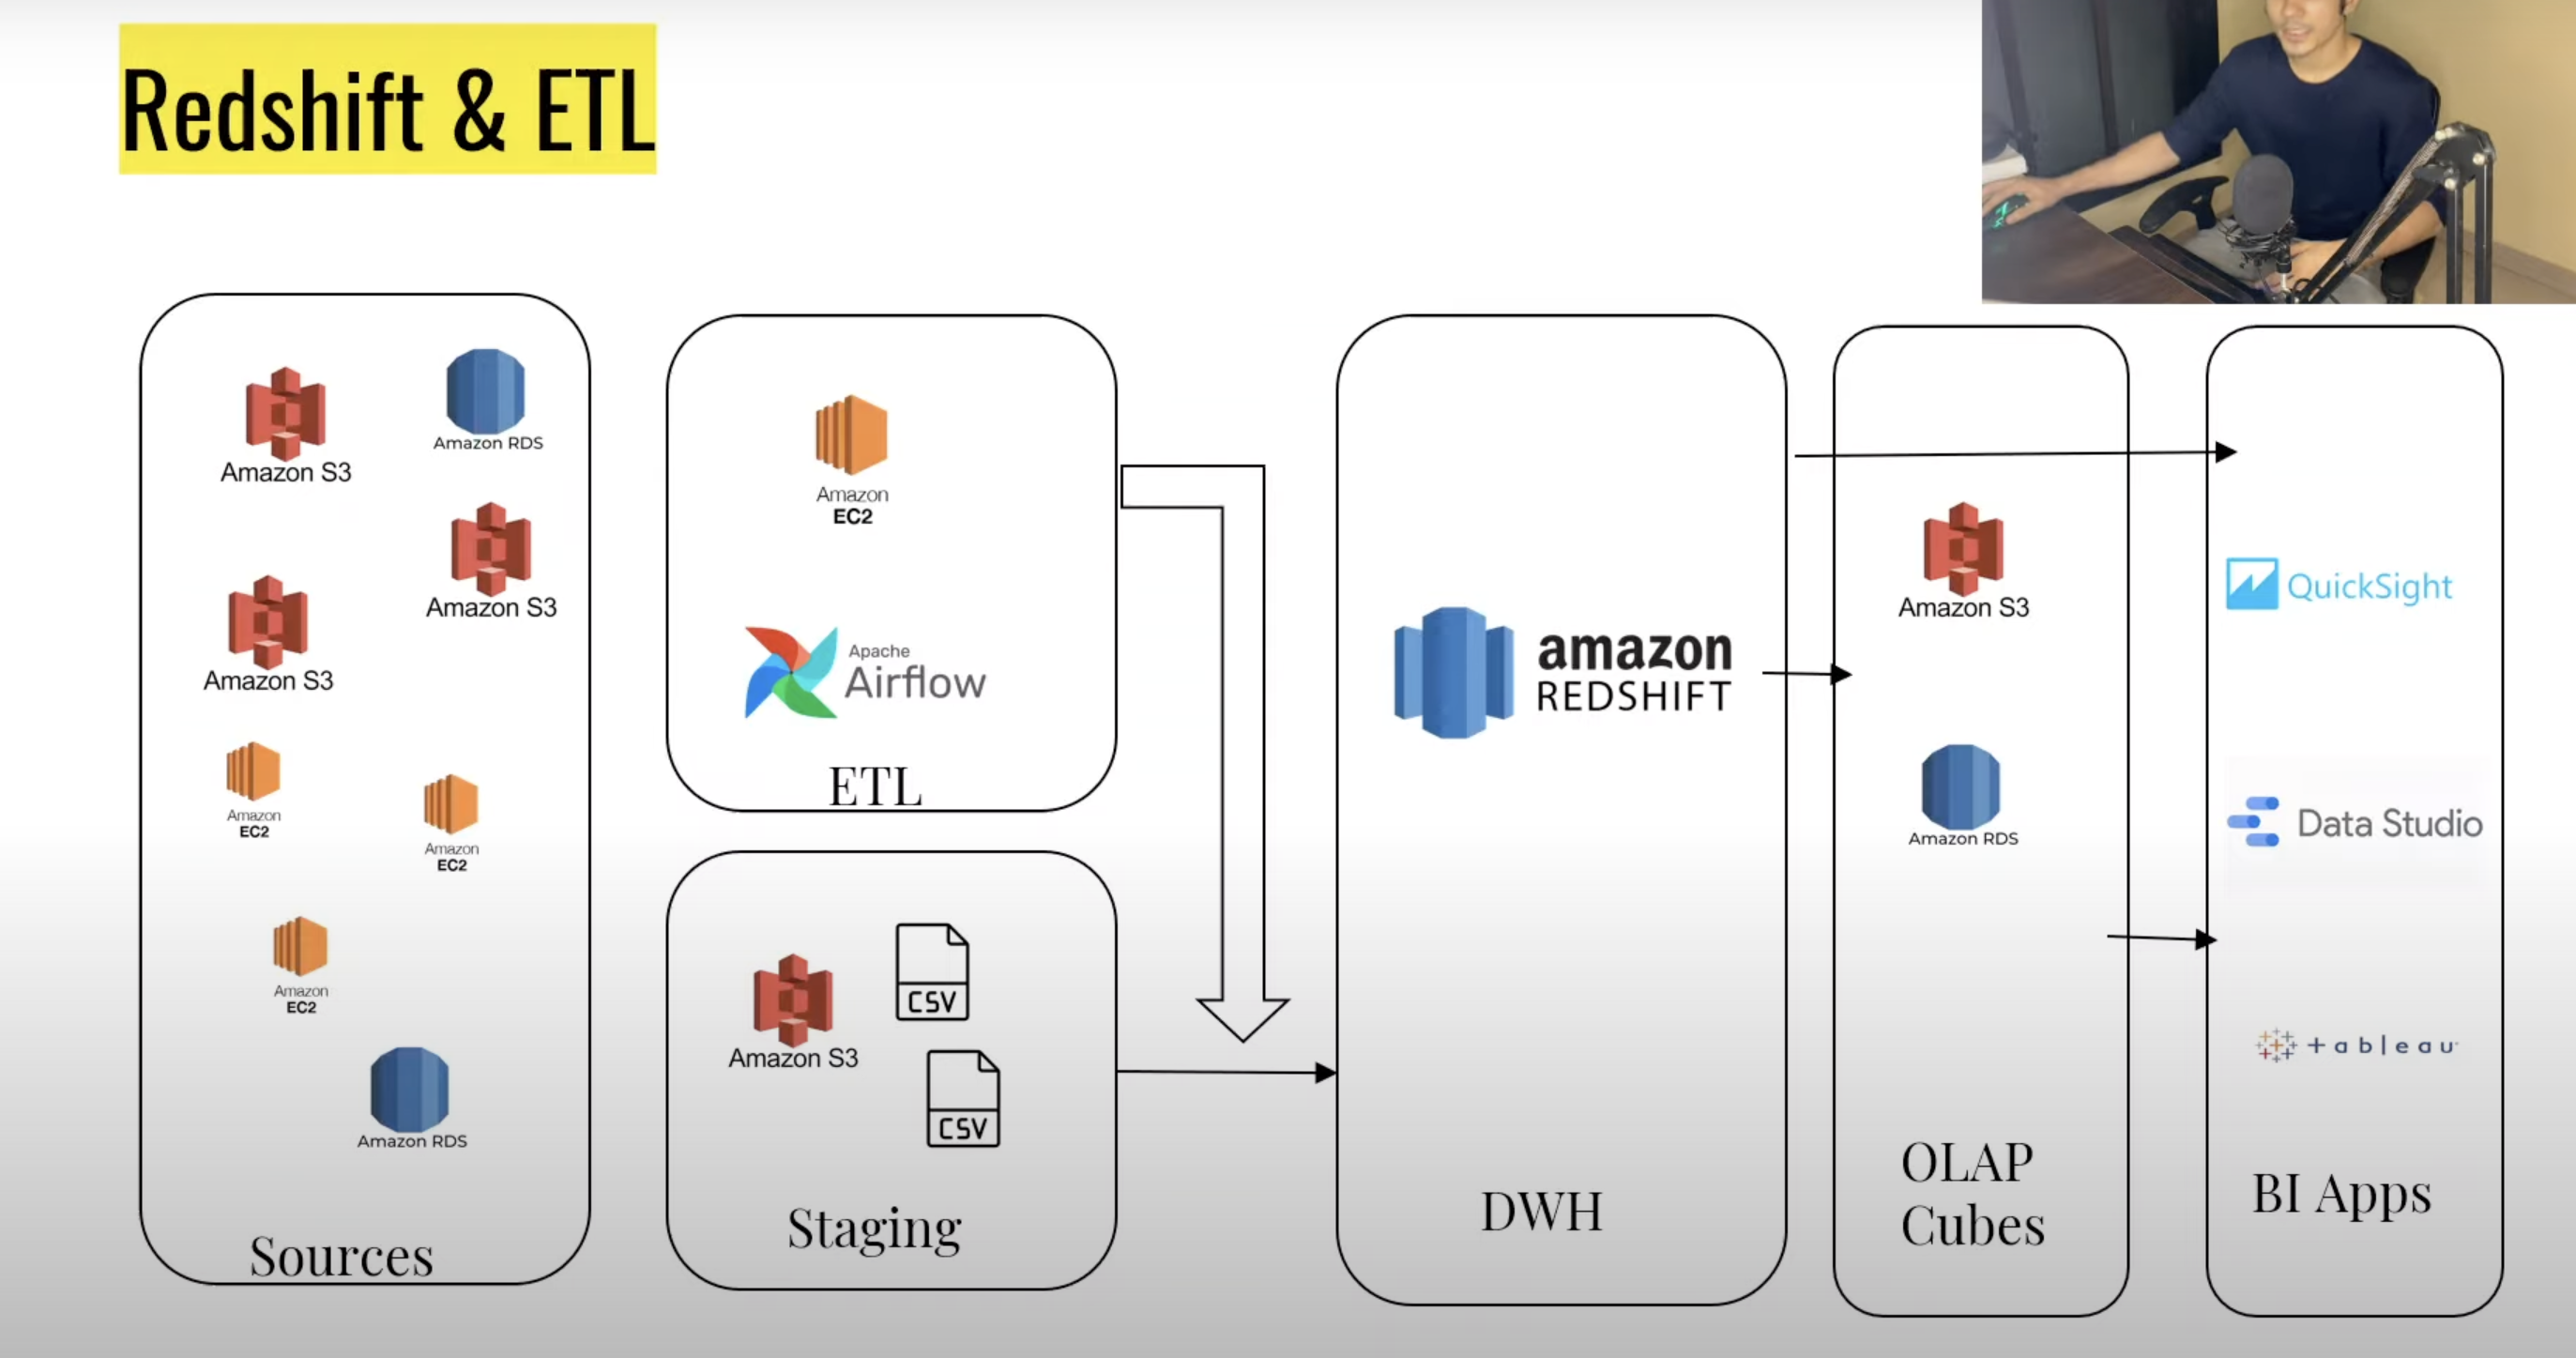 Redshift & ETL
Amazon S3
Amazon RDS
Amazon S3
Amazon S3
Amazon
EC2
Amazon
EC2
Amazon
EC2
Amazon RDS
Sources
Amazon
EC2
Apache
Airflow
ETL
Amazon S3
CSV
CSV
Staging
amazon
REDSHIFT
DWH
Amazon S3
Amazon RDS
OLAP
Cubes
QuickSight
Data Studio
+ableau
BI Apps